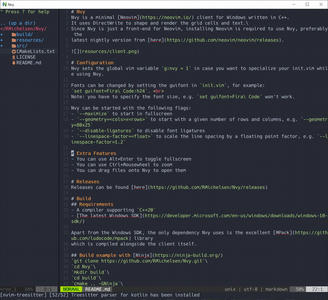 Nvy
" Press ? for help
.. (up a dir)
</RMichelsen/Nvy/
build/
resources/
src/
CMakeLists.txt
LICENSE
README.md
# Nvy
Nvy is a minimal [Neovim](https://neovim.io/) client for Windows written in C++.
It uses DirectWrite to shape and render the grid cells and text.\
Since Nvy is just a front-end for Neovim, installing Neovim is required to use Nvy, preferably the
latest nightly version from [here](https://github.com/neovim/neovim/releases).
![](resources/client.png)
# Configuration
Nvy sets the global vim variable `g:nvy = 1` in case you want to specialize your init.vim while using Nvy.
Fonts can be changed by setting the guifont in `init.vim`, for example:
`set guifont=Fira\ Code:h24`, <br>
Note: you have to specify the font size, e.g. `set guifont=Fira\ Code` won't work.
Nvy can be started with the following flags:
- `--maximize` to start in fullscreen
- `--geometry=<cols>x<rows>` to start with a given number of rows and columns, e.g. `--geometry=80x25`
- `--disable-ligatures` to disable font ligatures
- `--linespace-factor=<float>` to scale the line spacing by a floating point factor, e.g. `--linespace-factor=1.2`
# Extra Features
- You can use Alt+Enter to toggle fullscreen
- You can use Ctrl+Mousewheel to zoom
- You can drag files onto Nvy to open them
# Releases
Releases can be found [here](https://github.com/RMichelsen/Nvy/releases)
# Build
## Requirements
- A compiler supporting `C++20`
- [The latest Windows SDK](https://developer.microsoft.com/en-us/windows/downloads/windows-10-sdk/)
Apart from the Windows SDK, the only dependency Nvy uses is the excellent [MPack](https://github.com/ludocode/mpack) library
which is compiled alongside the client itself.
## Build example with [Ninja](https://ninja-build.org/)
`git clone https://github.com/RMichelsen/Nvy.git`\
`cd Nvy`\
`mkdir build`\
`cd build`\
`cmake .. -GNinja`\
NORMAL README.md
unix | utf-8 | markdown 50%
[nvim-treesitter] [52/52] Treesitter parser for kotlin has been installed